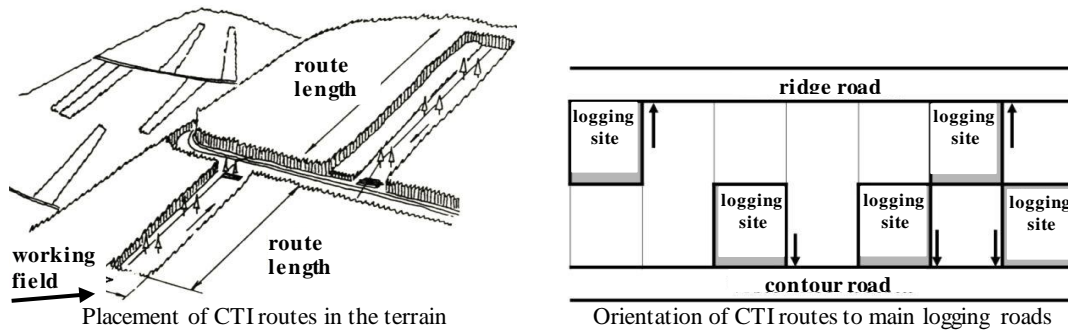 route
length
route
length
working
field
Placement of CTI routes in the terrain
ridge road
logging
site
logging
site
logging
site
logging
site
logging
site
contour road
Orientation of CTI routes to main logging roads